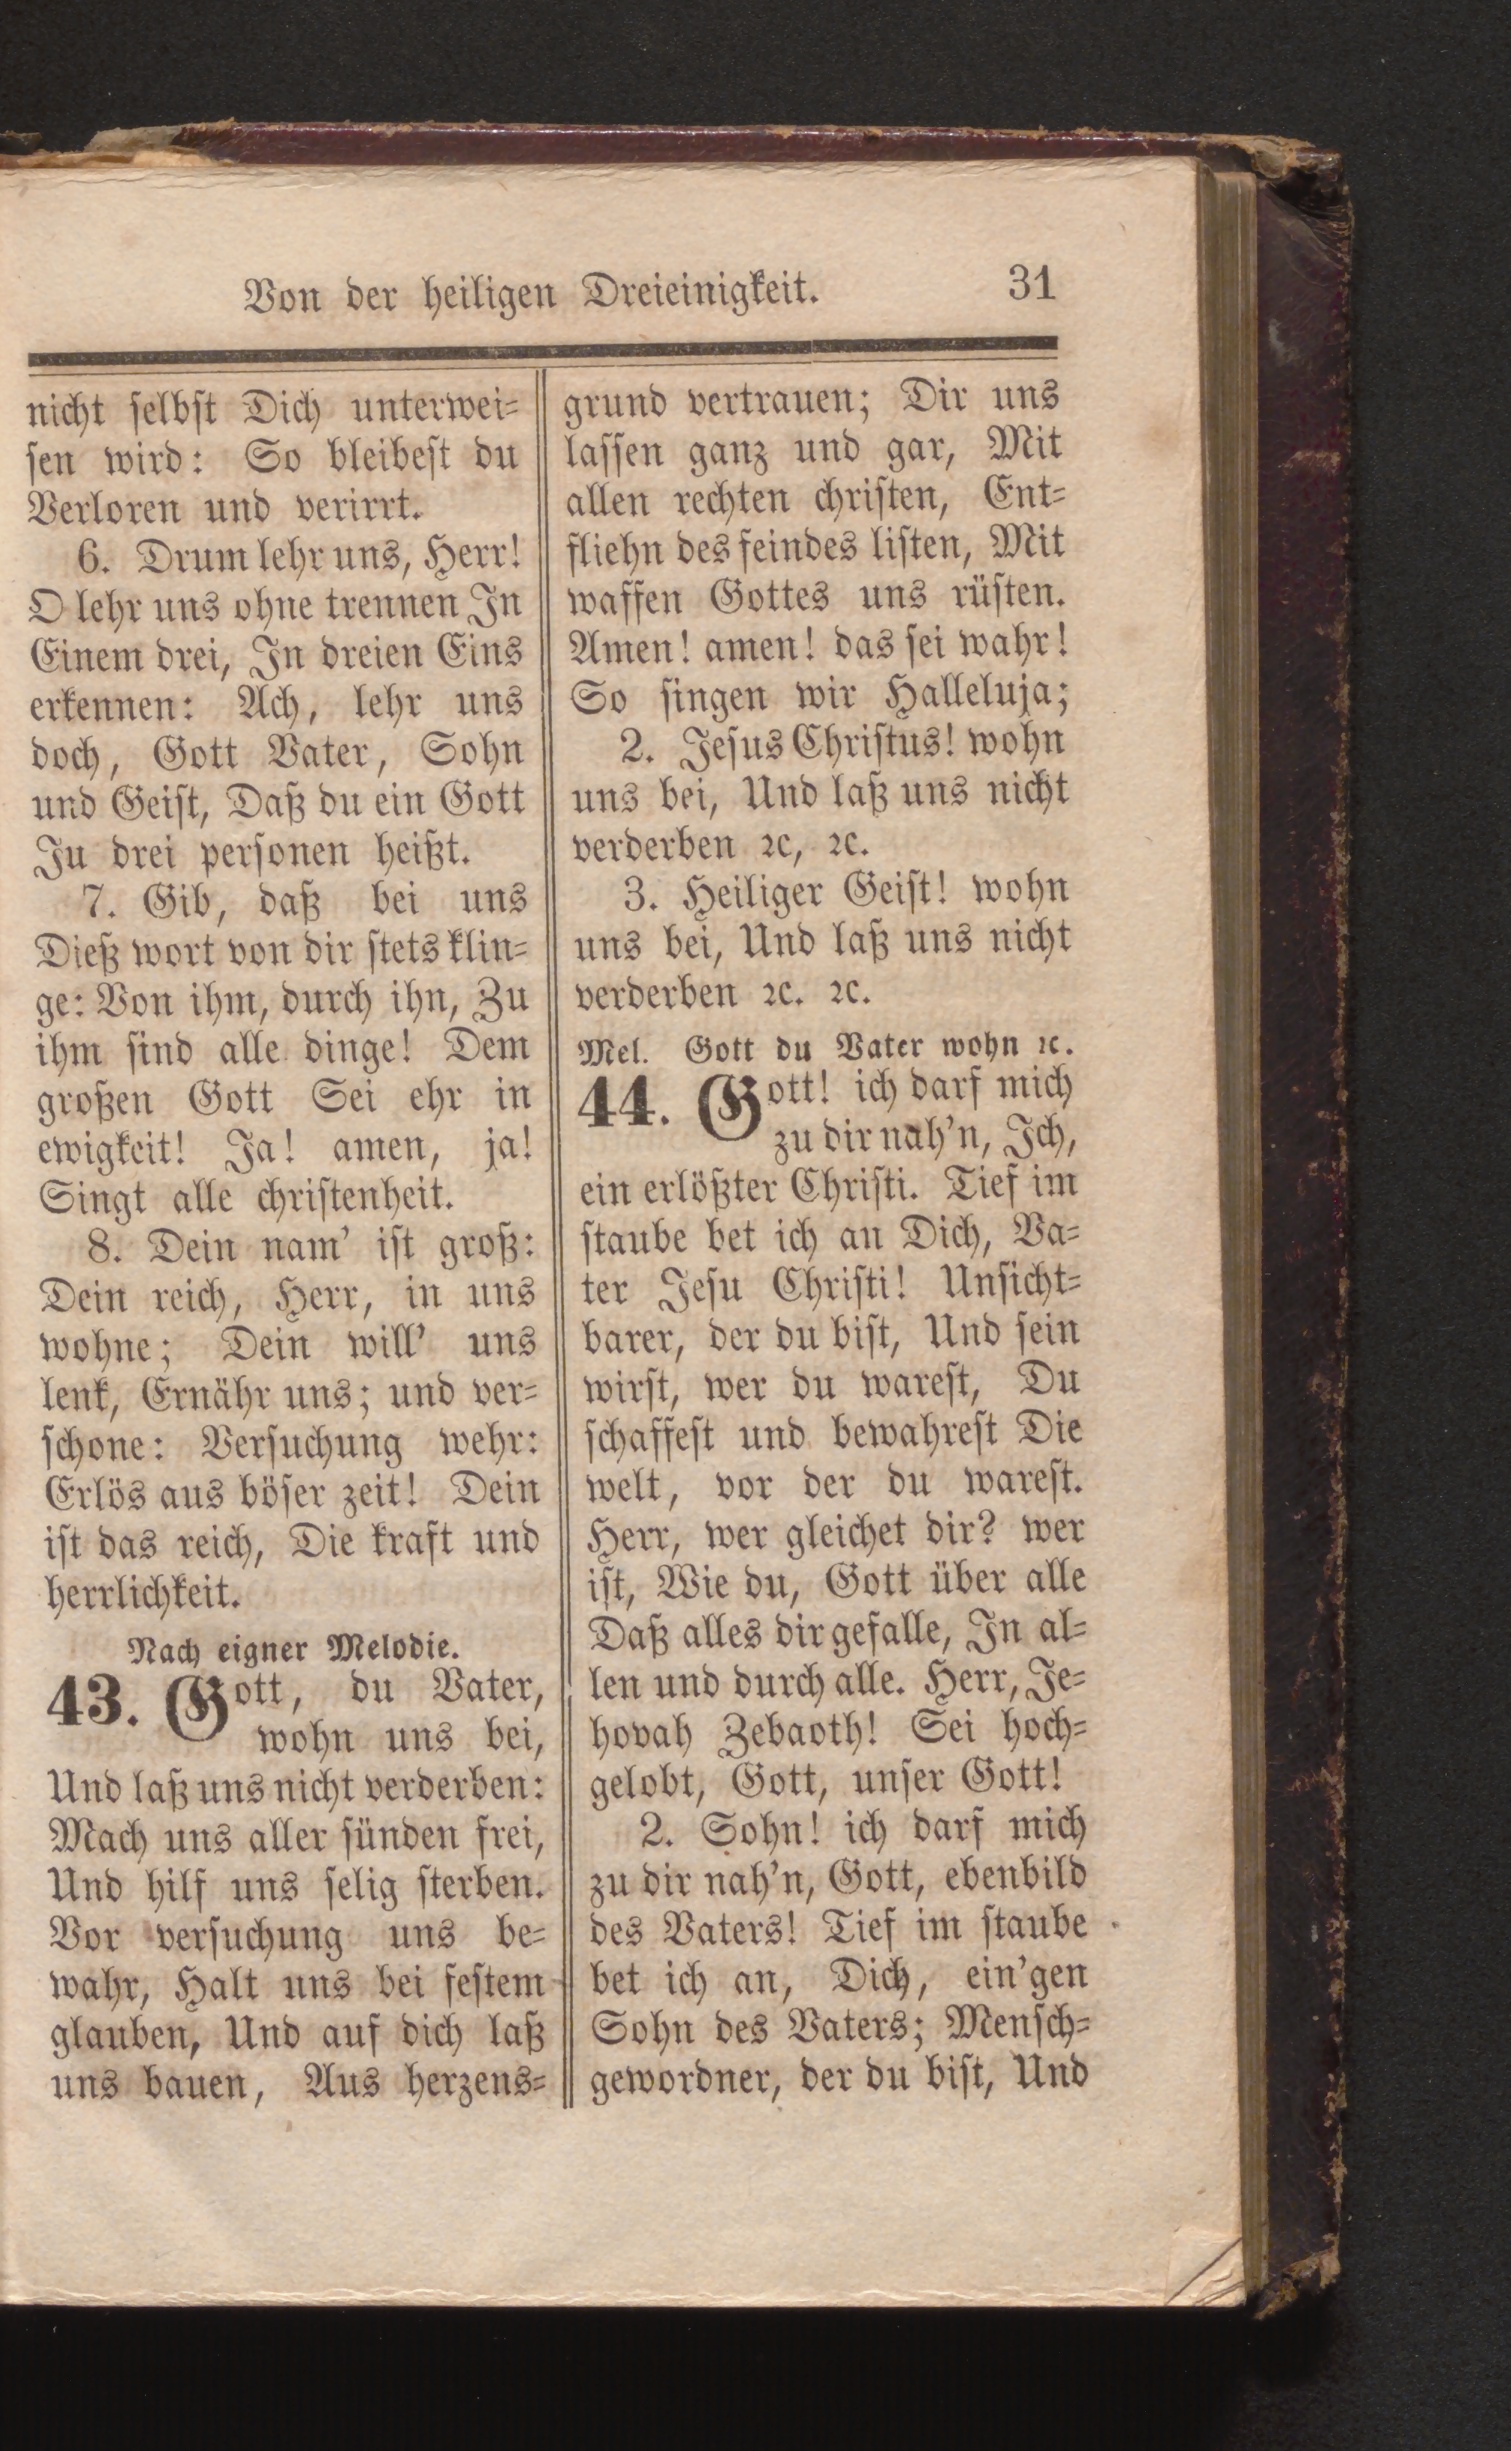 Von der heiligen Dreieinigkeit. 31
nicht selbst Dich unterwei-
sen wird: So bleibest du
Verloren und verirrt.
6. Drum lehr uns, Herr!
O lehr uns ohne trennen In
Einem drei, In dreien Eins
erkennen: Ach, lehr uns
doch, Gott Vater, Sohn
und Geist, Daß du ein Gott
Ju drei personen heißt.
7. Gib, daß bei uns
Dieß wort von dir stets klin-
ge: Von ihm, durch ihn, Zu
ihm sind alle dinge! Dem
großen Gott Sei ehr in
ewigkeit! Ja! amen, ja!
Singt alle christenheit.
8. Dein nam' ist groß:
Dein reich, Herr, in uns
wohne; Dein will' uns
lenk, Ernähr uns; und ver-
schone: Versuchung wehr:
Erlös aus böser zeit! Dein
ist das reich, Die kraft und
herrlichkeit.
Nach eigner Melodie.
43. Gott, du Vater,
wohn uns bei,
Und laß uns nicht verderben:
Mach uns aller sünden frei,
Und hilf uns selig sterben.
Vor versuchung uns be-
wahr, Halt uns bei festem
glauben, Und auf dich laß
uns bauen, Aus herzens-
grund vertrauen; Dir uns
lassen ganz und gar, Mit
allen rechten christen, Ent-
fliehn des feindes listen, Mit
waffen Gottes uns rüsten.
Amen! amen! das sei wahr!
So singen wir Halleluja;
2. Jesus Christus! wohn
uns bei, Und laß uns nicht
verderben ꝛc, ꝛc.
3. Heiliger Geist! wohn
uns bei, Und laß uns nicht
verderben ꝛc. ꝛc.
Mel. Gott du Vater wohn ꝛc.
44. Gott! ich darf mich
zu dir nah'n, Ich,
ein erlößter Christi. Tief im
staube bet ich an Dich, Va-
ter Jesu Christi! Unsicht-
barer, der du bist, Und sein
wirst, wer du warest, Du
schaffest und bewahrest Die
welt, vor der du warest.
Herr, wer gleichet dir? wer
ist, Wie du, Gott über alle
Daß alles dir gefalle, In al-
len und durch alle. Herr, Je-
hovah Zebaoth! Sei hoch-
gelobt, Gott, unser Gott!
2. Sohn! ich darf mich
zu dir nah'n, Gott, ebenbild
des Vaters! Tief im staube
bet ich an, Dich, ein'gen
Sohn des Vaters; Mensch-
gewordner, der du bist, Und